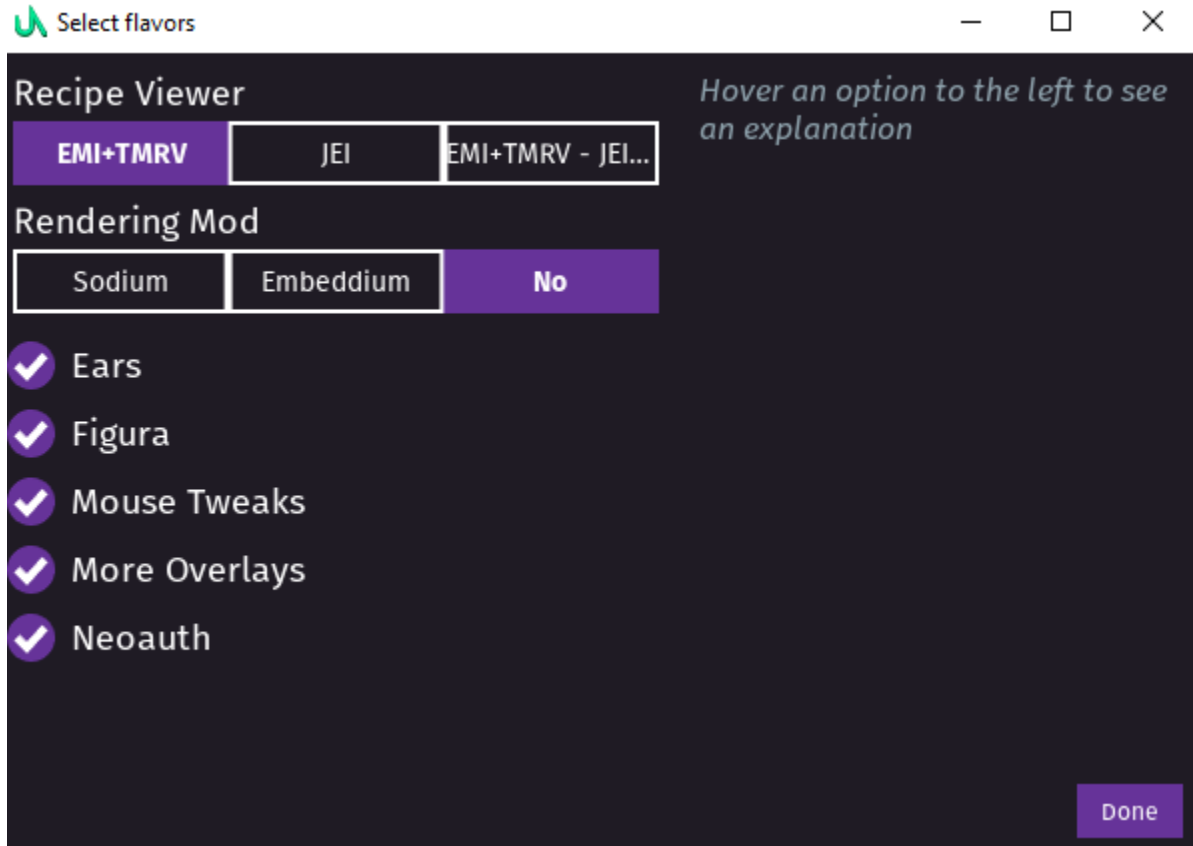 Select flavors
Recipe Viewer
EMI+TMRV
JEI
EMI+TMRV - JEI...
Rendering Mod
Sodium
Embeddium
No
Ears
Figura
Mouse Tweaks
More Overlays
Neoauth
Hover an option to the left to see
an explanation
Done